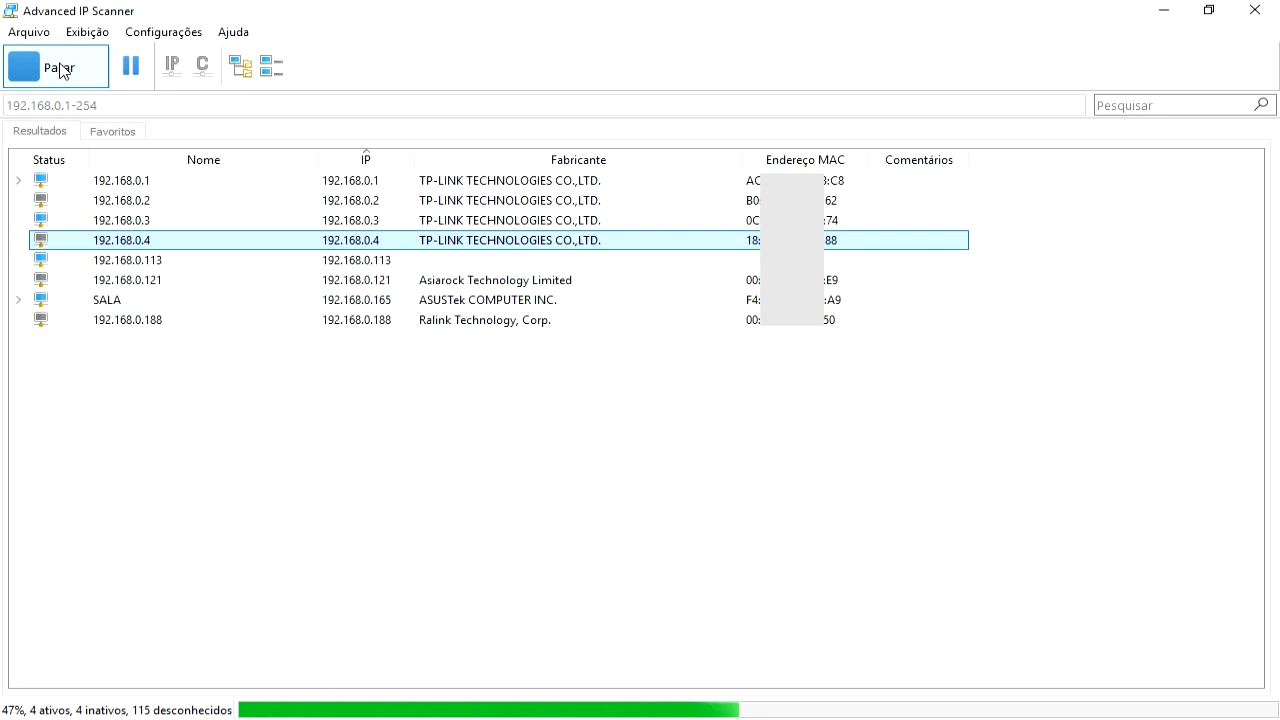 Advanced IP Scanner
Arquivo Exibição Configurações Ajuda
Parar IP C
192.168.0.1-254 Pesquisar
Resultados Favoritos
Status Nome IP Fabricante Endereço MAC Comentários
192.168.0.1 192.168.0.1 TP-LINK TECHNOLOGIES CO.,LTD. AC :C8
192.168.0.2 192.168.0.2 TP-LINK TECHNOLOGIES CO.,LTD. B0: 62
192.168.0.3 192.168.0.3 TP-LINK TECHNOLOGIES CO.,LTD. 0C :74
192.168.0.4 192.168.0.4 TP-LINK TECHNOLOGIES CO.,LTD. 18: 88
192.168.0.113 192.168.0.113
192.168.0.121 192.168.0.121 Asiarock Technology Limited 00: :E9
SALA 192.168.0.165 ASUSTek COMPUTER INC. F4: :A9
192.168.0.188 192.168.0.188 Ralink Technology, Corp. 00: 50
47%, 4 ativos, 4 inativos, 115 desconhecidos